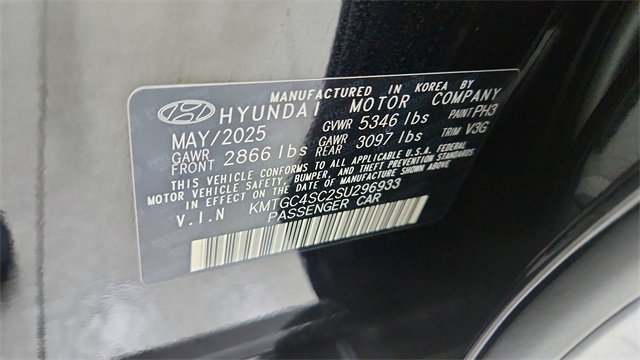 MANUFACTURED IN KOREA BY
HYUNDAI MOTOR COMPANY
MAY/2025 GVWR 5346 lbs PAINT PH3
GAWR FRONT 2866 lbs GAWR REAR 3097 lbs TRIM V3G
THIS VEHICLE CONFORMS TO ALL APPLICABLE U.S.A. FEDERAL
MOTOR VEHICLE SAFETY, BUMPER, AND THEFT PREVENTION STANDARDS
IN EFFECT ON THE DATE OF MANUFACTURE SHOWN ABOVE.
V.I.N KMTGC4SC2SU296933
PASSENGER CAR